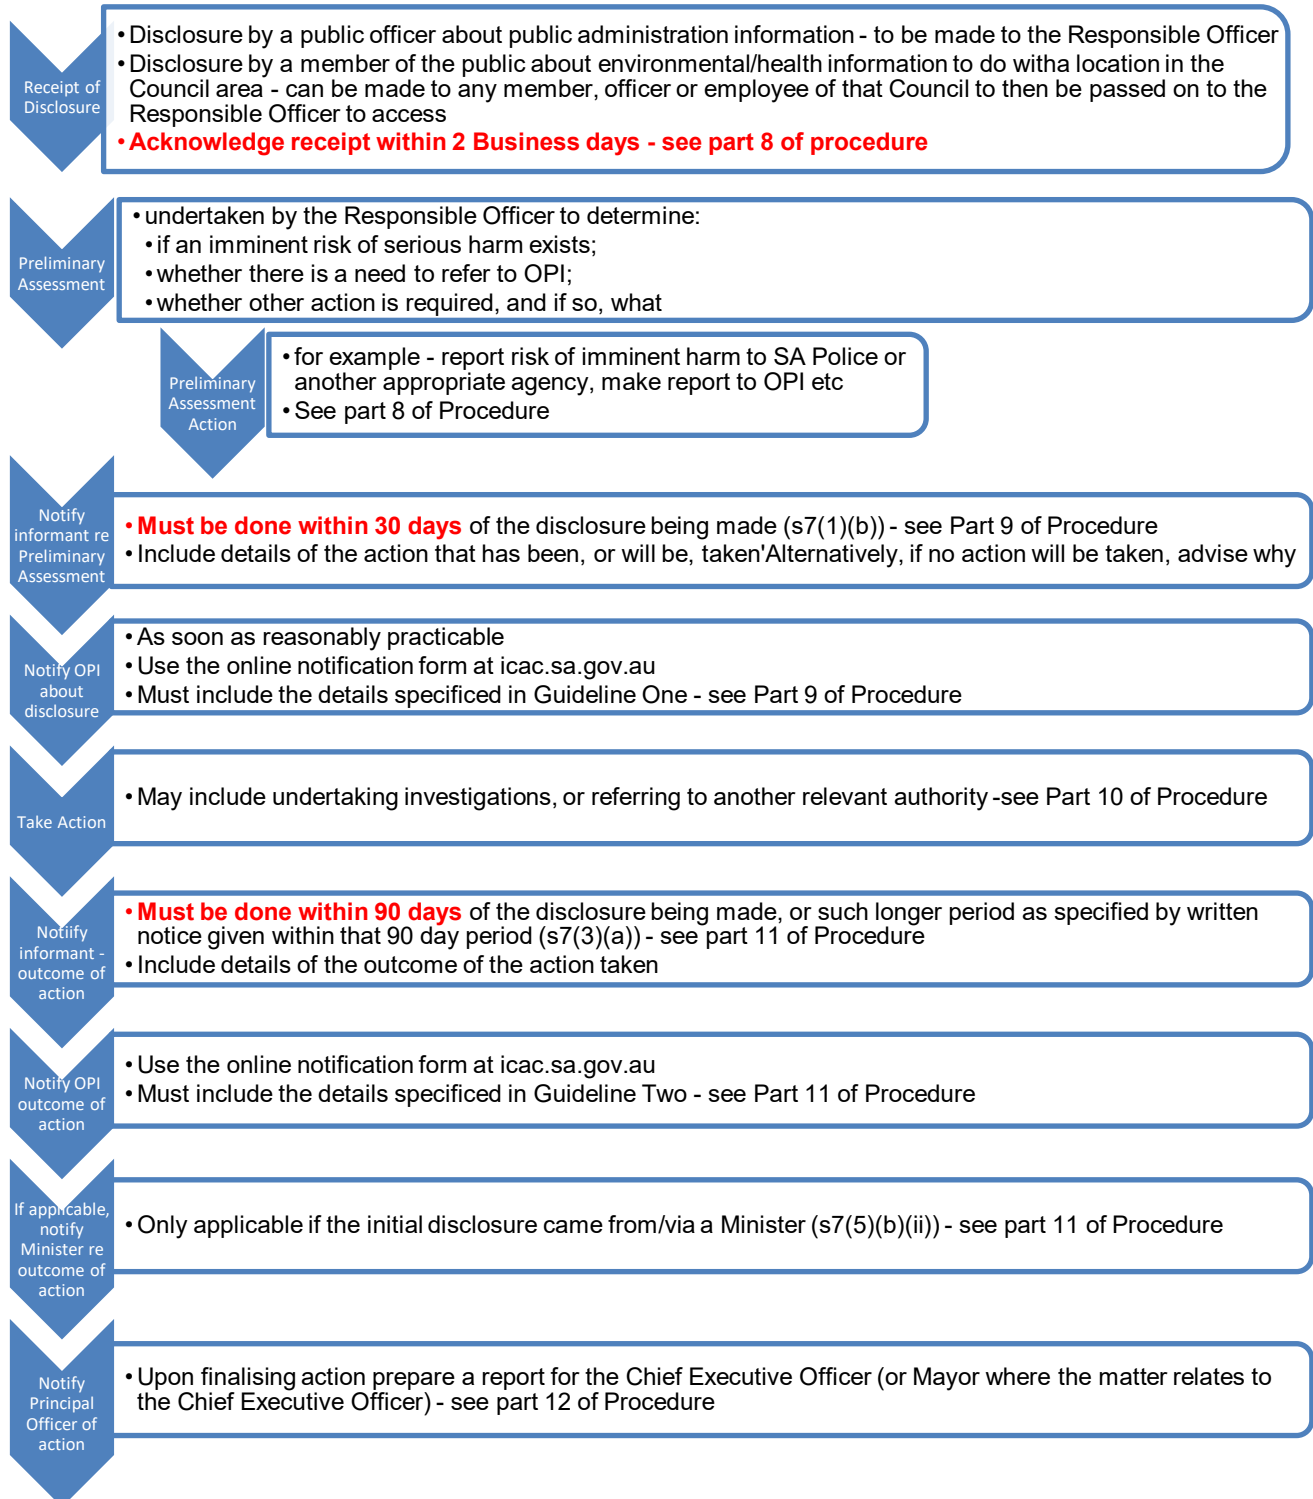 Receipt of
Disclosure
• Disclosure by a public officer about public administration information - to be made to the Responsible Officer
• Disclosure by a member of the public about environmental/health information to do witha location in the
Council area - can be made to any member, officer or employee of that Council to then be passed on to the
Responsible Officer to access
• Acknowledge receipt within 2 Business days - see part 8 of procedure
Preliminary
Assessment
• undertaken by the Responsible Officer to determine:
• if an imminent risk of serious harm exists;
• whether there is a need to refer to OPI;
• whether other action is required, and if so, what
Preliminary
Assessment
Action
• for example - report risk of imminent harm to SA Police or
another appropriate agency, make report to OPI etc
• See part 8 of Procedure
Notify
informant re
Preliminary
Assessment
• Must be done within 30 days of the disclosure being made (s7(1)(b)) - see Part 9 of Procedure
• Include details of the action that has been, or will be, taken'Alternatively, if no action will be taken, advise why
Notify OPI
about
disclosure
• As soon as reasonably practicable
• Use the online notification form at icac.sa.gov.au
• Must include the details specificed in Guideline One - see Part 9 of Procedure
Take Action
• May include undertaking investigations, or referring to another relevant authority -see Part 10 of Procedure
Notiify
informant -
outcome of
action
• Must be done within 90 days of the disclosure being made, or such longer period as specified by written
notice given within that 90 day period (s7(3)(a)) - see part 11 of Procedure
• Include details of the outcome of the action taken
Notify OPI
outcome of
action
• Use the online notification form at icac.sa.gov.au
• Must include the details specificed in Guideline Two - see Part 11 of Procedure
If applicable,
notify
Minister re
outcome of
action
• Only applicable if the initial disclosure came from/via a Minister (s7(5)(b)(ii)) - see part 11 of Procedure
Notify
Principal
Officer of
action
• Upon finalising action prepare a report for the Chief Executive Officer (or Mayor where the matter relates to
the Chief Executive Officer) - see part 12 of Procedure